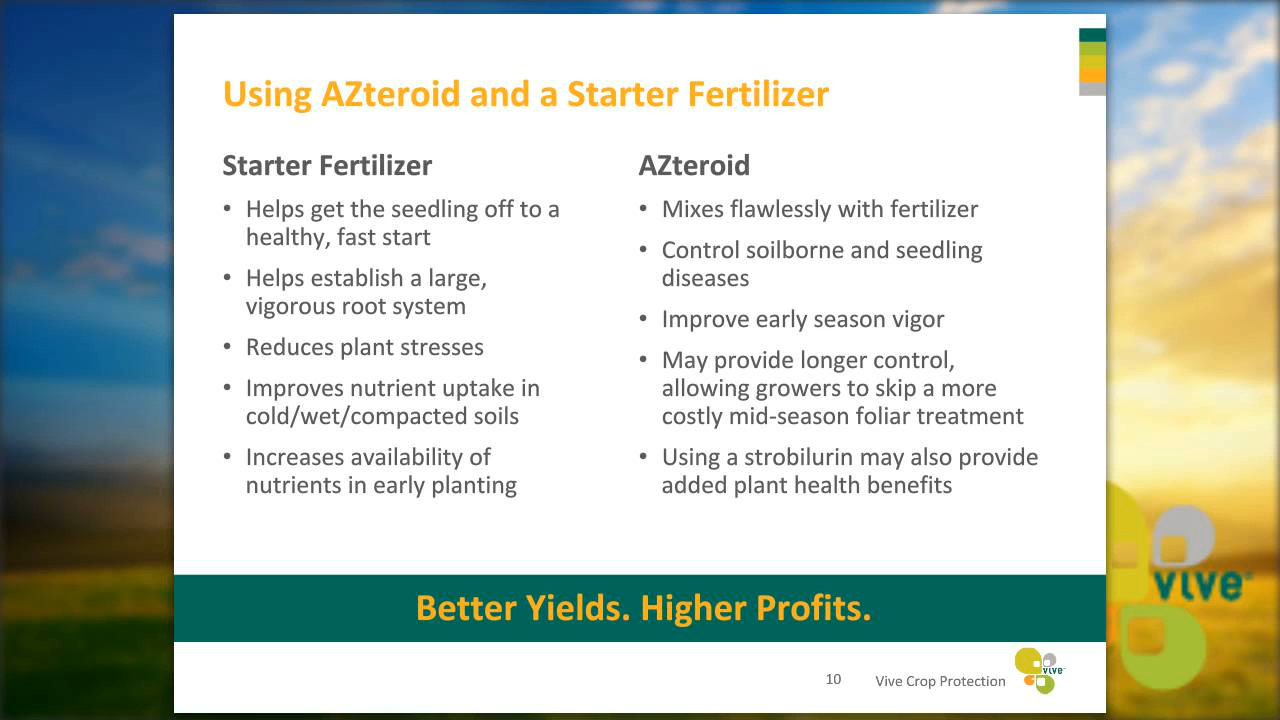 Using AZteroid and a Starter Fertilizer
Starter Fertilizer
• Helps get the seedling off to a
healthy, fast start
• Helps establish a large,
vigorous root system
• Reduces plant stresses
• Improves nutrient uptake in
cold/wet/compacted soils
• Increases availability of
nutrients in early planting
AZteroid
• Mixes flawlessly with fertilizer
• Control soilborne and seedling
diseases
• Improve early season vigor
• May provide longer control,
allowing growers to skip a more
costly mid-season foliar treatment
• Using a strobilurin may also provide
added plant health benefits
Better Yields. Higher Profits.
10
Vive Crop Protection
vive™
vive™